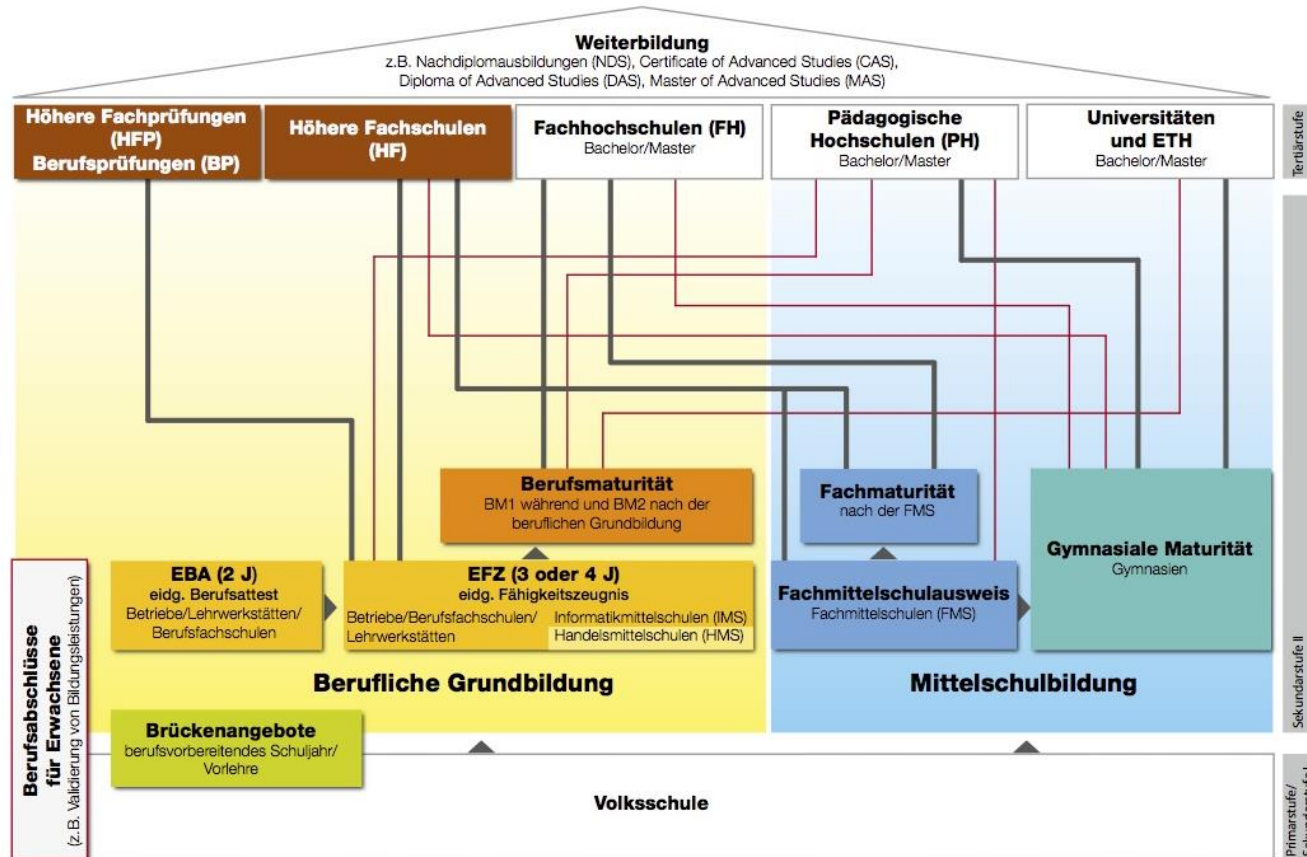 Weiterbildung
z.B. Nachdiplomausbildungen (NDS), Certificate of Advanced Studies (CAS),
Diploma of Advanced Studies (DAS), Master of Advanced Studies (MAS)
Höhere Fachprüfungen
(HFP)
Berufsprüfungen (BP)
Höhere Fachschulen
(HF)
Fachhochschulen (FH)
Bachelor/Master
Pädagogische
Hochschulen (PH)
Bachelor/Master
Universitäten
und ETH
Bachelor/Master
Tertiärstufe
Berufsmaturität
BM1 während und BM2 nach der
beruflichen Grundbildung
Fachmaturität
nach der FMS
Gymnasiale Maturität
Gymnasien
EBA (2 J)
eidg. Berufsattest
Betriebe/Lehrwerkstätten/
Berufsfachschulen
EFZ (3 oder 4 J)
eidg. Fähigkeitszeugnis
Betriebe/Berufsfachschulen/
Lehrwerkstätten
Informatikmittelschulen (IMS)
Handelsmittelschulen (HMS)
Fachmittelschulausweis
Fachmittelschulen (FMS)
Berufliche Grundbildung
Mittelschulbildung
Sekundarstufe II
Berufsabschlüsse
für Erwachsene
(z.B. Validierung von Bildungsleistungen)
Brückenangebote
berufsvorbereitendes Schuljahr/
Vorlehre
Volksschule
Primarstufe/